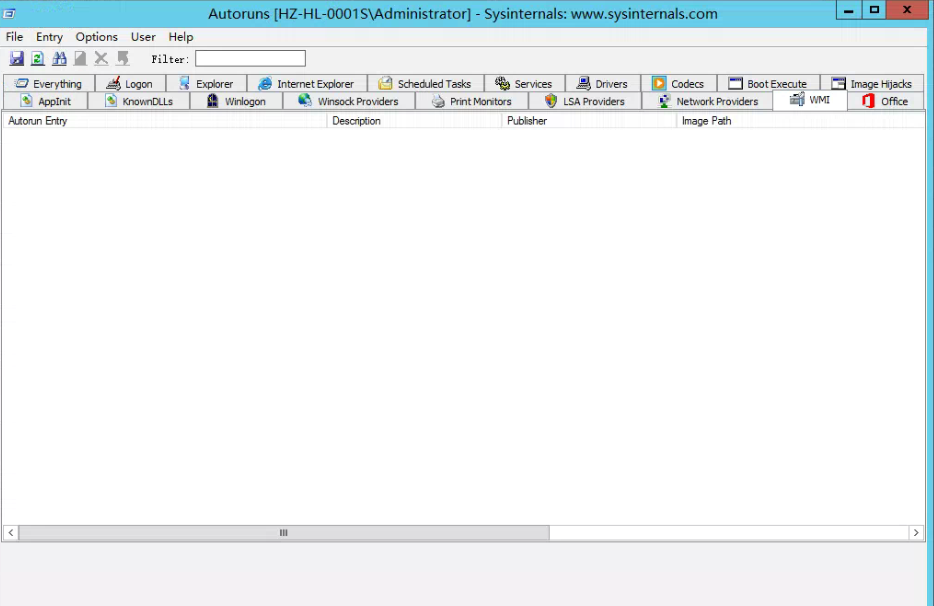 Autoruns [HZ-HL-0001S\Administrator] - Sysinternals: www.sysinternals.com
File Entry Options User Help
Filter:
Everything Logon Explorer Internet Explorer Scheduled Tasks Services Drivers Codecs Boot Execute Image Hijacks
AppInit KnownDLLs Winlogon Winsock Providers Print Monitors LSA Providers Network Providers WMI Office
Autorun Entry Description Publisher Image Path